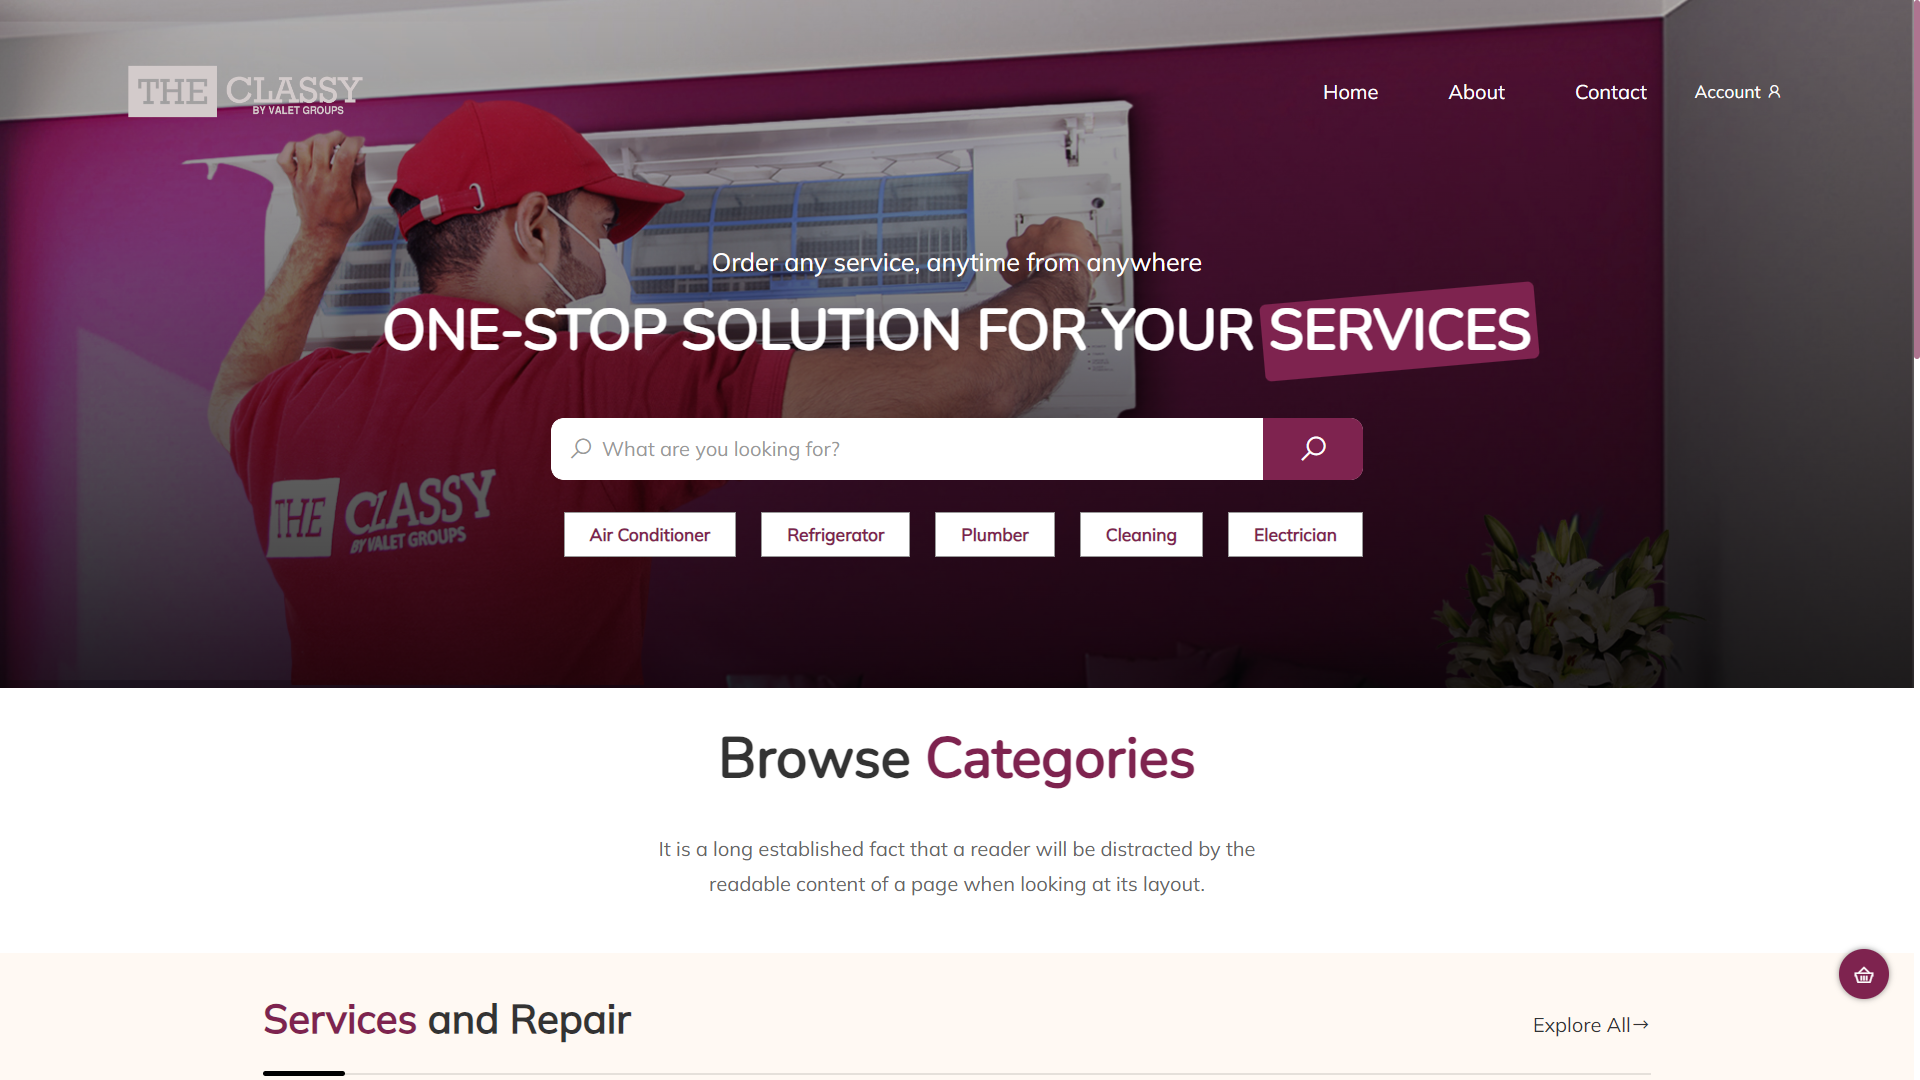 THE CLASSY
BY VALET GROUPS
Home
About
Contact
Account
Order any service, anytime from anywhere
ONE-STOP SOLUTION FOR YOUR SERVICES
What are you looking for?
THE CLASSY
BY VALET GROUPS
Air Conditioner
Refrigerator
Plumber
Cleaning
Electrician
Browse Categories
It is a long established fact that a reader will be distracted by the
readable content of a page when looking at its layout.
Services and Repair
Explore All→